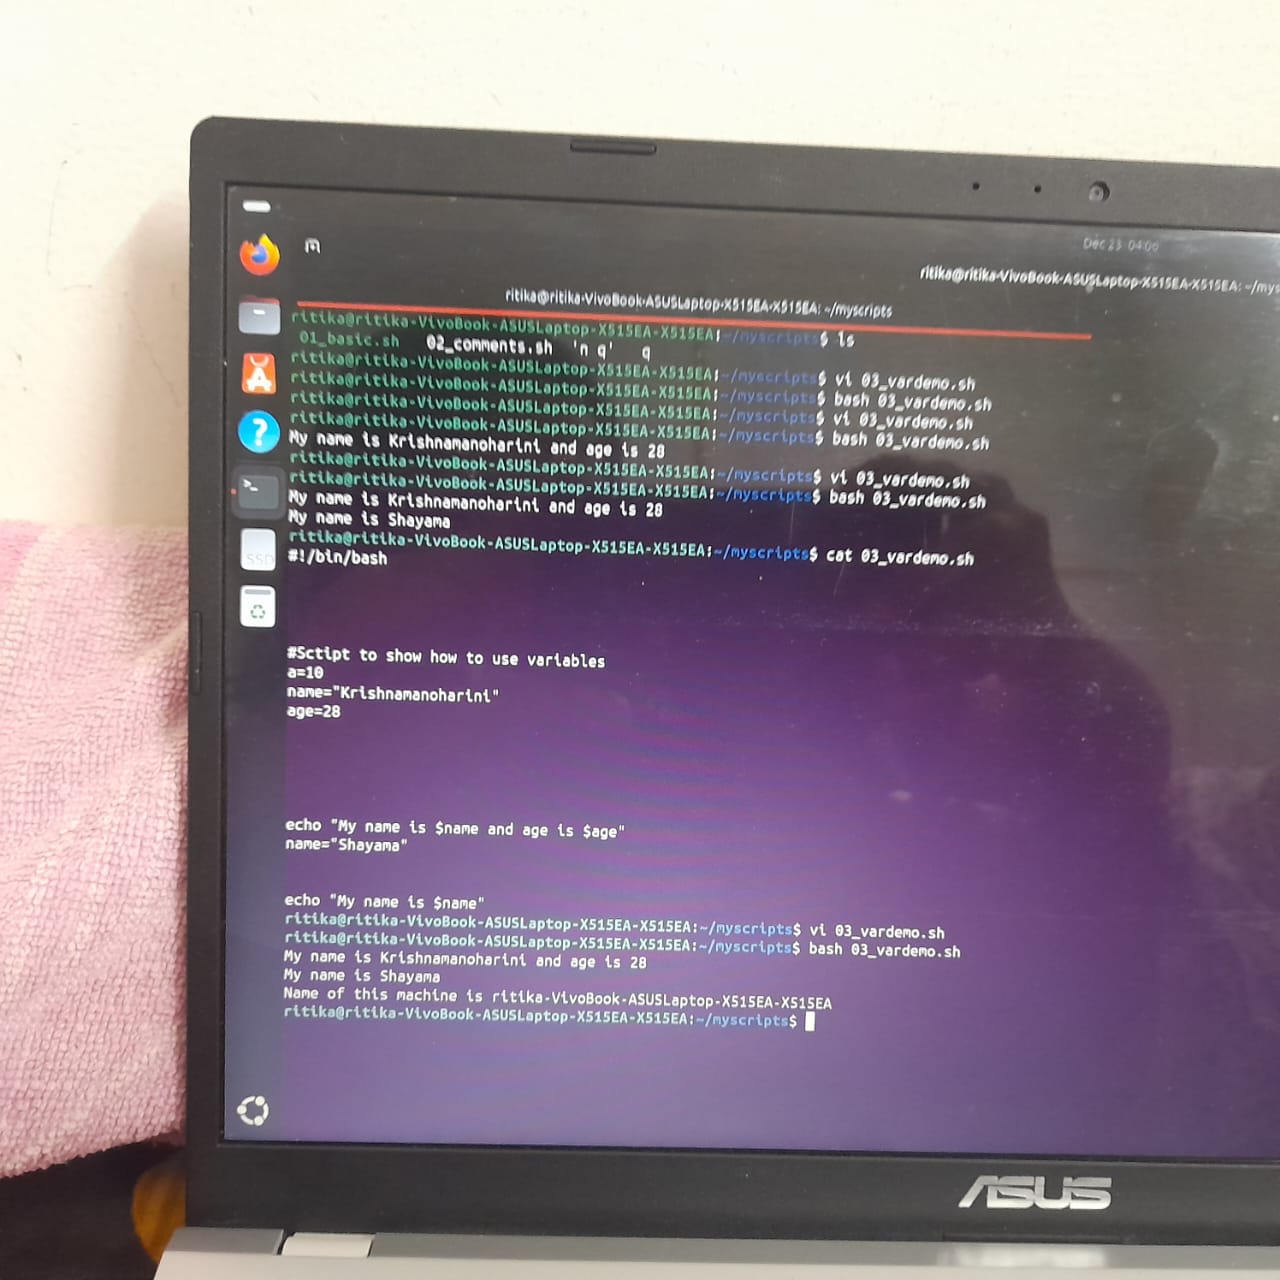 Dec 23 04:06
ritika@ritika-VivoBook-ASUSLaptop-X515EA-X515EA: ~/mys
ritika@ritika-VivoBook-ASUSLaptop-X515EA-X515EA: ~/myscripts
ritika@ritika-VivoBook-ASUSLaptop-X515EA-X515EA:~/myscripts$ ls
01_basic.sh 02_comments.sh 'n q' q
ritika@ritika-VivoBook-ASUSLaptop-X515EA-X515EA:~/myscripts$ vi 03_vardemo.sh
ritika@ritika-VivoBook-ASUSLaptop-X515EA-X515EA:~/myscripts$ bash 03_vardemo.sh
ritika@ritika-VivoBook-ASUSLaptop-X515EA-X515EA:~/myscripts$ vi 03_vardemo.sh
ritika@ritika-VivoBook-ASUSLaptop-X515EA-X515EA:~/myscripts$ bash 03_vardemo.sh
My name is Krishnamanoharini and age is 28
ritika@ritika-VivoBook-ASUSLaptop-X515EA-X515EA:~/myscripts$ vi 03_vardemo.sh
ritika@ritika-VivoBook-ASUSLaptop-X515EA-X515EA:~/myscripts$ bash 03_vardemo.sh
My name is Krishnamanoharini and age is 28
My name is Shayama
ritika@ritika-VivoBook-ASUSLaptop-X515EA-X515EA:~/myscripts$ cat 03_vardemo.sh
#!/bin/bash
#Sctipt to show how to use variables
a=10
name="Krishnamanoharini"
age=28
echo "My name is $name and age is $age"
name="Shayama"
echo "My name is $name"
ritika@ritika-VivoBook-ASUSLaptop-X515EA-X515EA:~/myscripts$ vi 03_vardemo.sh
ritika@ritika-VivoBook-ASUSLaptop-X515EA-X515EA:~/myscripts$ bash 03_vardemo.sh
My name is Krishnamanoharini and age is 28
My name is Shayama
Name of this machine is ritika-VivoBook-ASUSLaptop-X515EA-X515EA
ritika@ritika-VivoBook-ASUSLaptop-X515EA-X515EA:~/myscripts$
SSD
ASUS